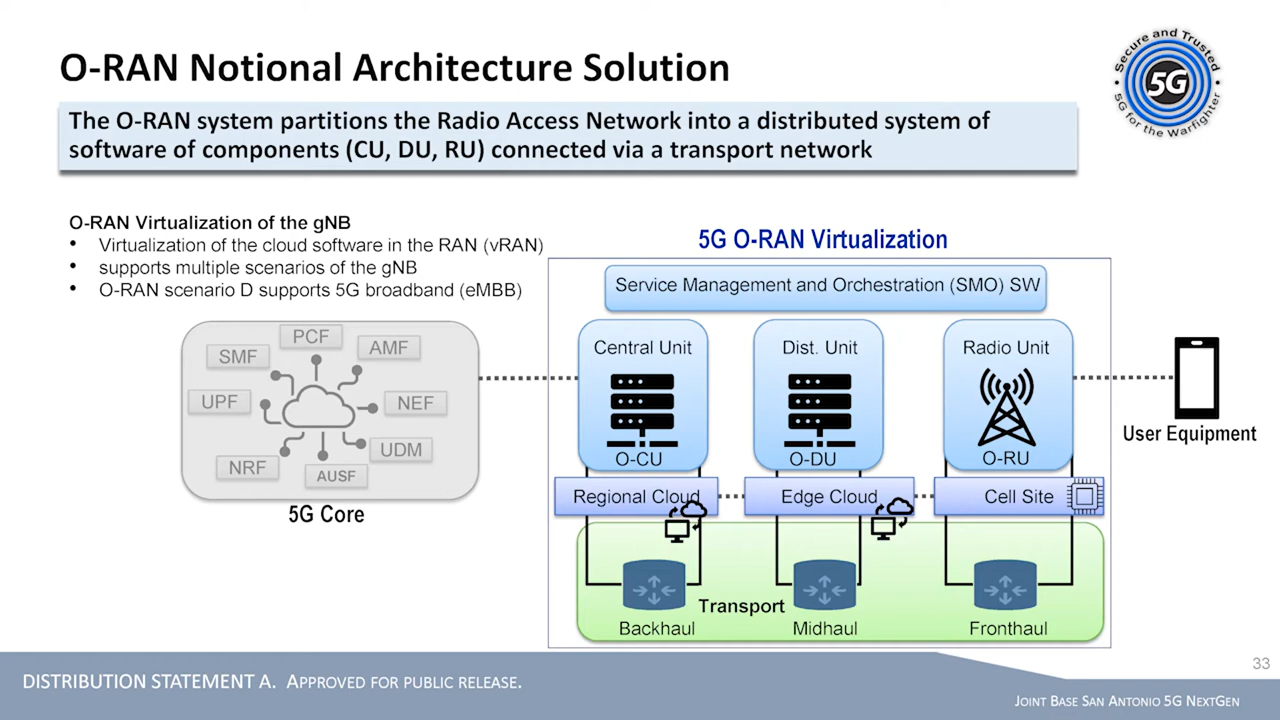 O-RAN Notional Architecture Solution
Secure and Trusted
5G
5G for the Warfighter
The O-RAN system partitions the Radio Access Network into a distributed system of
software of components (CU, DU, RU) connected via a transport network
O-RAN Virtualization of the gNB
• Virtualization of the cloud software in the RAN (vRAN)
• supports multiple scenarios of the gNB
• O-RAN scenario D supports 5G broadband (eMBB)
PCF
SMF
AMF
UPF
NEF
UDM
NRF
AUSF
5G Core
5G O-RAN Virtualization
Service Management and Orchestration (SMO) SW
Central Unit
Dist. Unit
Radio Unit
O-CU
O-DU
O-RU
User Equipment
Regional Cloud
Edge Cloud
Cell Site
Transport
Backhaul
Midhaul
Fronthaul
33
DISTRIBUTION STATEMENT A. APPROVED FOR PUBLIC RELEASE.
JOINT BASE SAN ANTONIO 5G NEXTGEN